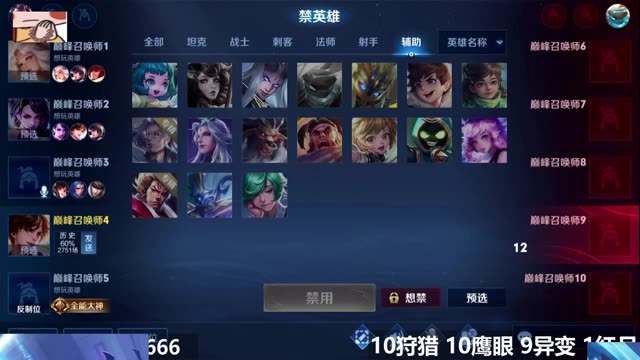 禁英雄
全部 坦克 战士 刺客 法师 射手 辅助 英雄名称
巅峰召唤师1
想玩英雄
预选
巅峰召唤师2
想玩英雄
预选
巅峰召唤师3
想玩英雄
巅峰召唤师4
历史
60%
2751场
发送
预选
巅峰召唤师5
想玩英雄
反制位
全能大神
巅峰召唤师6
巅峰召唤师7
巅峰召唤师8
巅峰召唤师9
12
巅峰召唤师10
禁用 想禁 预选
666
10狩猎 10鹰眼 9异变